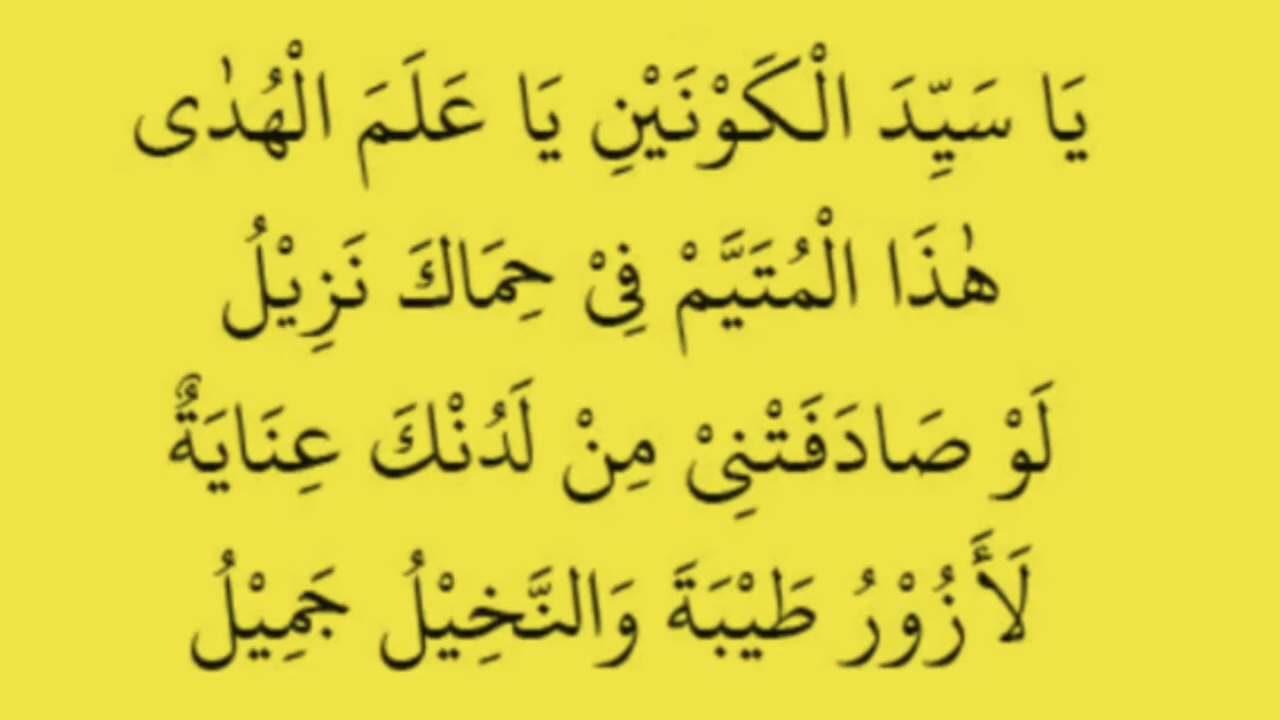 يَا سَيِّدَ الْكَوْنَيْنِ يَا عَلَمَ الْهُدٰى
هٰذَا الْمُتَيَّمْ فِيْ حِمَاكَ نَزِيْلُ
لَوْ صَادَفَتْنِيْ مِنْ لَدُنْكَ عِنَايَةٌ
لَأَزُوْرُ طَيْبَةَ وَالنَّخِيْلُ جَمِيْلُ